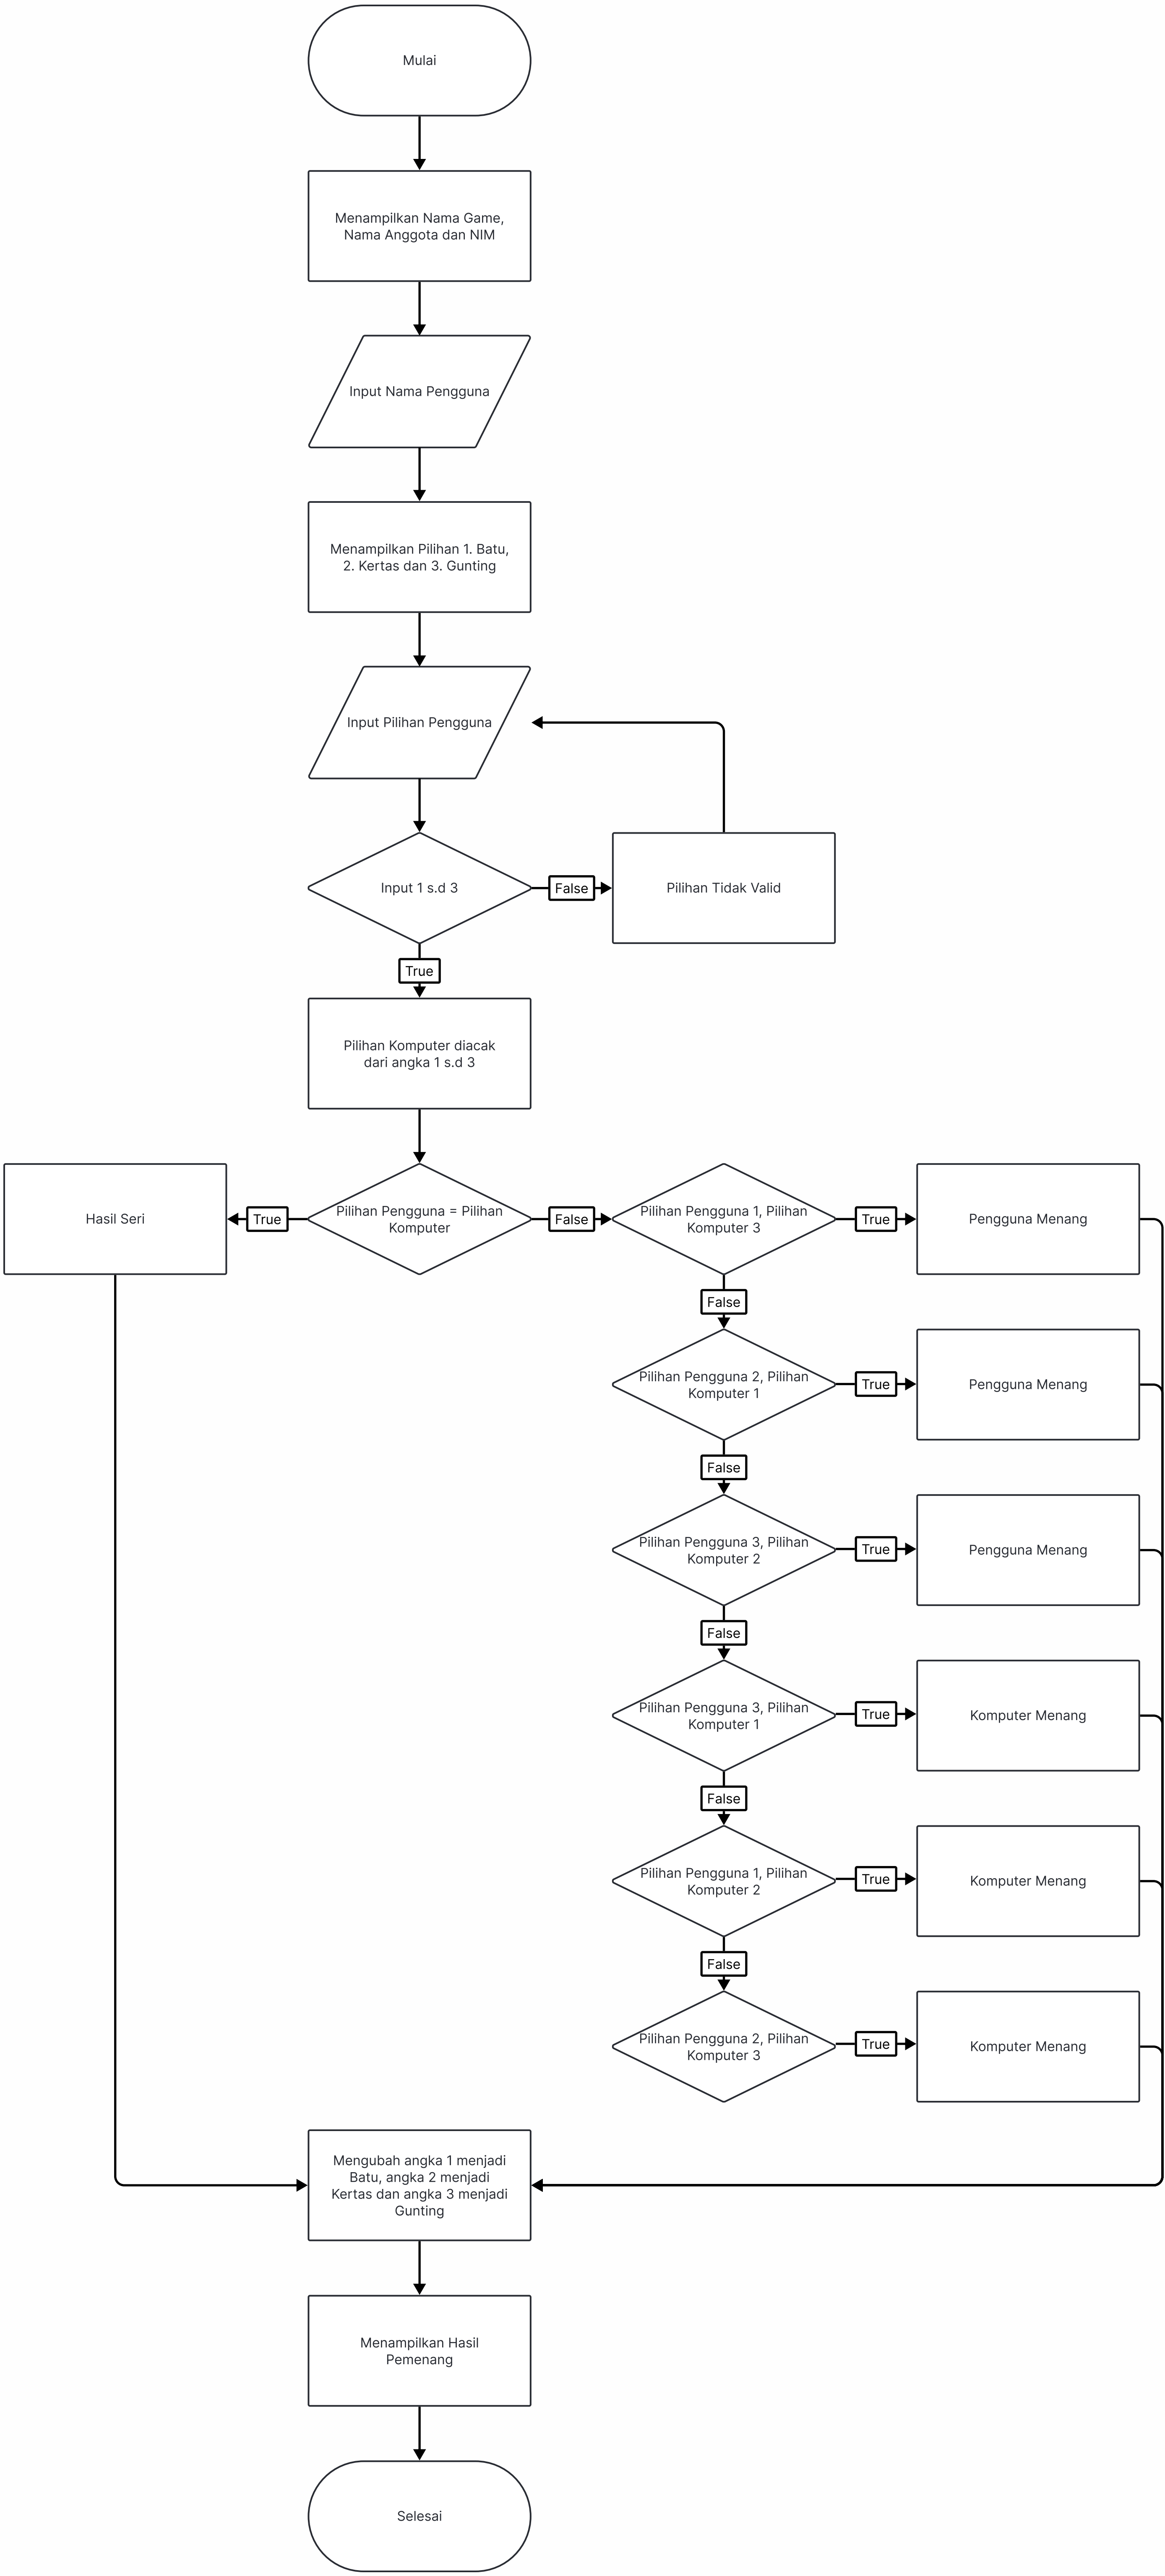 Mulai
Menampilkan Nama Game,
Nama Anggota dan NIM
Input Nama Pengguna
Menampilkan Pilihan 1. Batu,
2. Kertas dan 3. Gunting
Input Pilihan Pengguna
Input 1 s.d 3
False
Pilihan Tidak Valid
True
Pilihan Komputer diacak
dari angka 1 s.d 3
Hasil Seri
True
Pilihan Pengguna = Pilihan
Komputer
False
Pilihan Pengguna 1, Pilihan
Komputer 3
True
Pengguna Menang
False
Pilihan Pengguna 2, Pilihan
Komputer 1
True
Pengguna Menang
False
Pilihan Pengguna 3, Pilihan
Komputer 2
True
Pengguna Menang
False
Pilihan Pengguna 3, Pilihan
Komputer 1
True
Komputer Menang
False
Pilihan Pengguna 1, Pilihan
Komputer 2
True
Komputer Menang
False
Pilihan Pengguna 2, Pilihan
Komputer 3
True
Komputer Menang
Mengubah angka 1 menjadi
Batu, angka 2 menjadi
Kertas dan angka 3 menjadi
Gunting
Menampilkan Hasil
Pemenang
Selesai